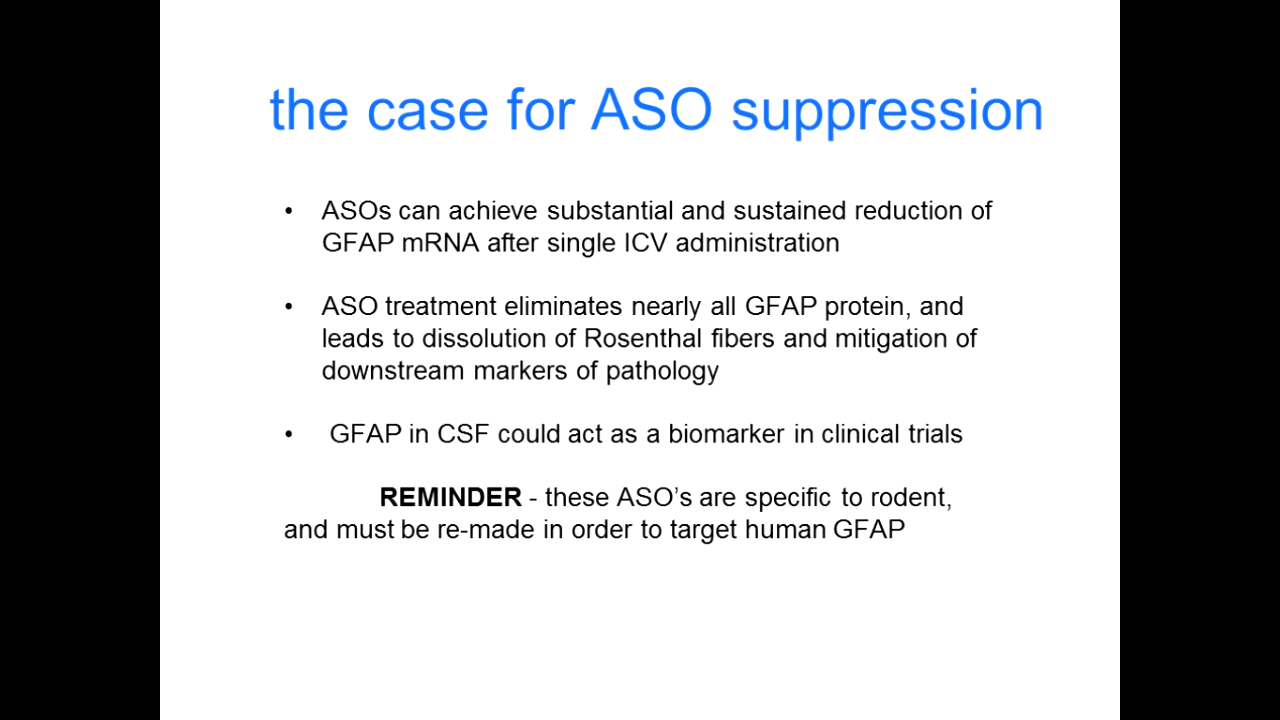 the case for ASO suppression
• ASOs can achieve substantial and sustained reduction of
GFAP mRNA after single ICV administration
• ASO treatment eliminates nearly all GFAP protein, and
leads to dissolution of Rosenthal fibers and mitigation of
downstream markers of pathology
• GFAP in CSF could act as a biomarker in clinical trials
REMINDER - these ASO’s are specific to rodent,
and must be re-made in order to target human GFAP